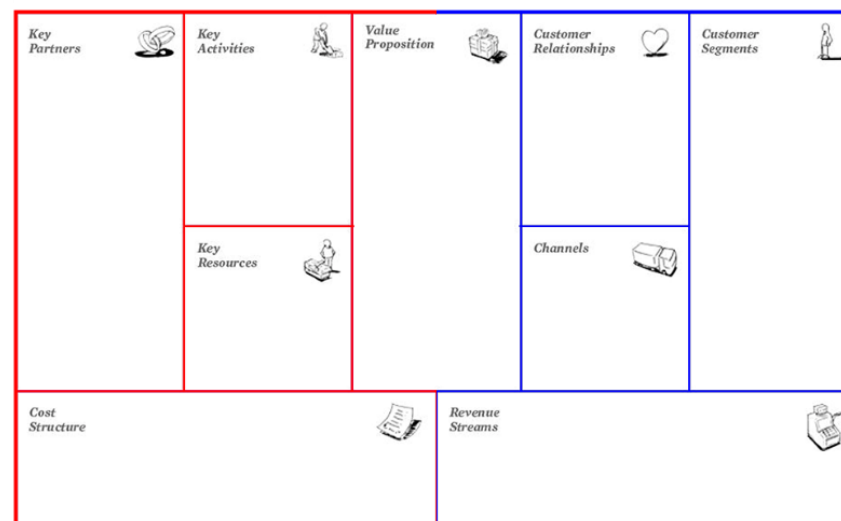 Key
Partners
Key
Activities
Value
Proposition
Customer
Relationships
Customer
Segments
Key
Resources
Channels
Cost
Structure
Revenue
Streams